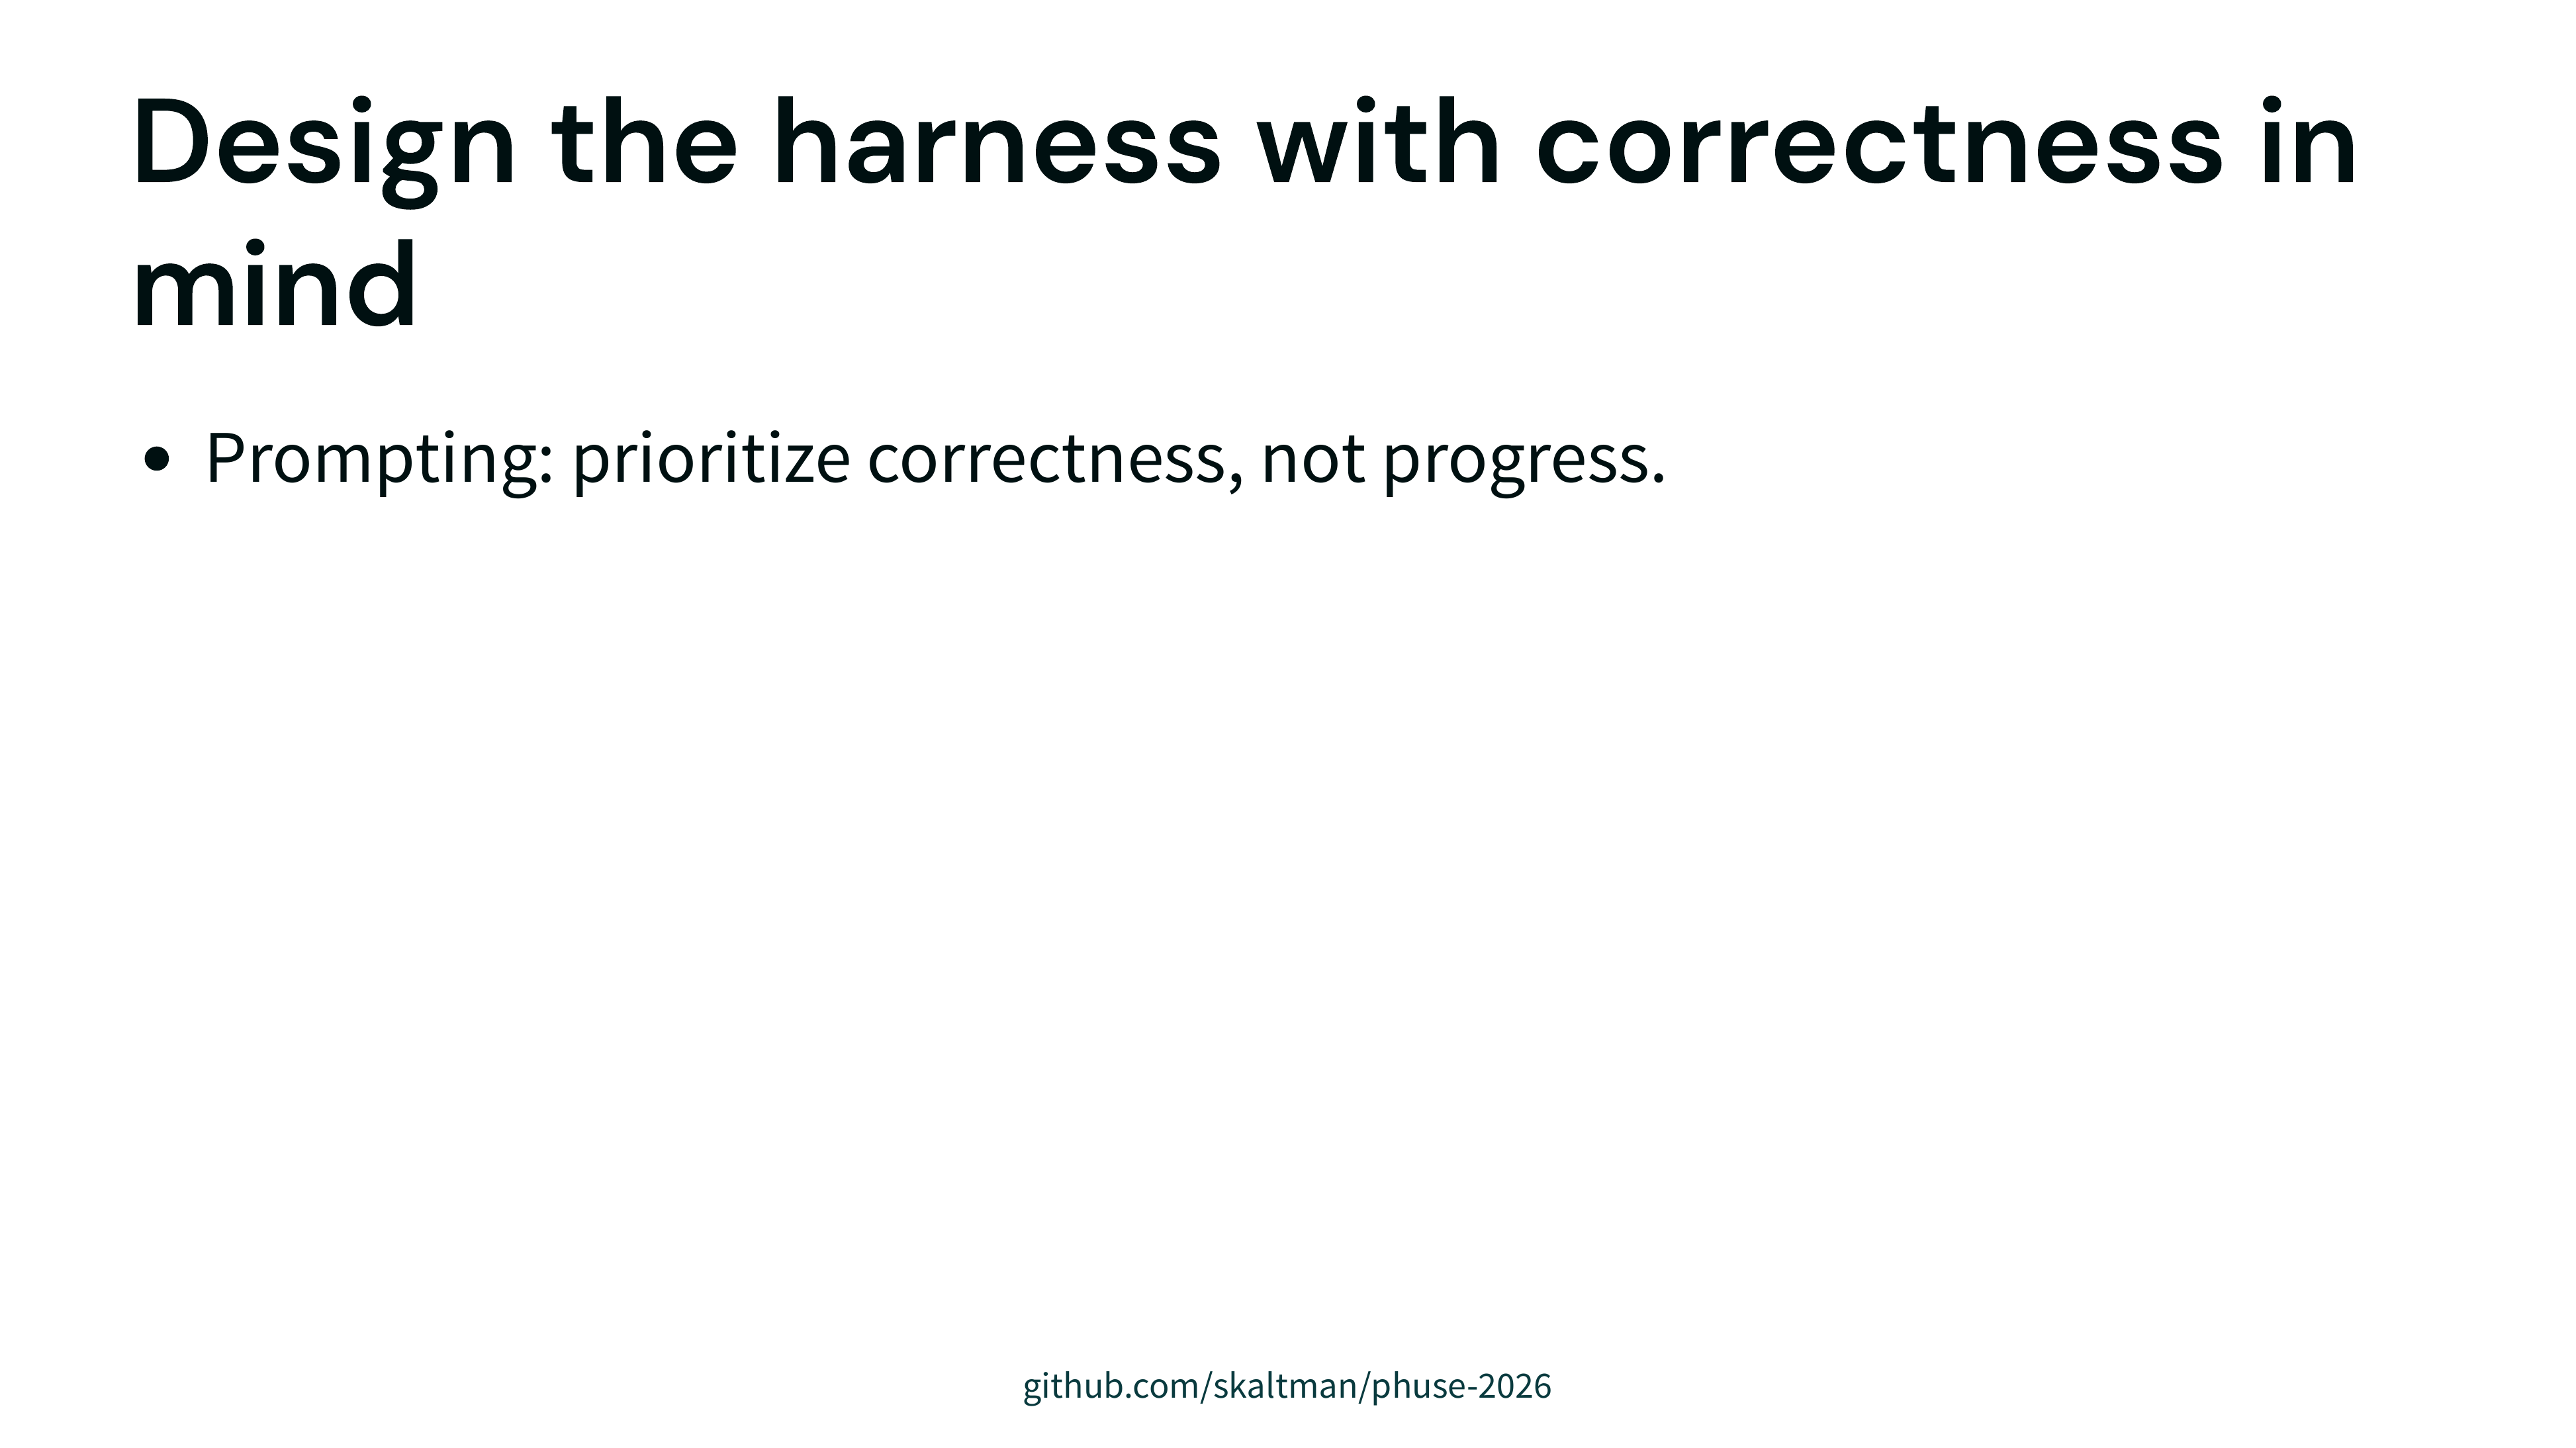 Design the harness with correctness in
mind
• Prompting: prioritize correctness, not progress.
github.com/skaltman/phuse-2026